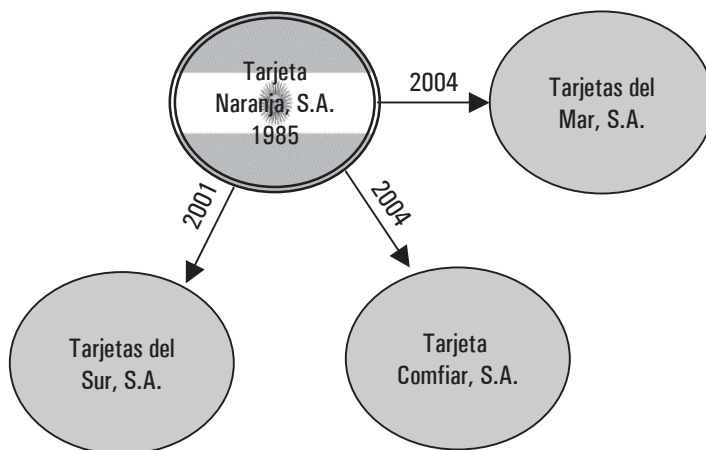 Tarjeta
Naranja, S.A.
1985
2004
Tarjetas del
Mar, S.A.
2001
2004
Tarjetas del
Sur, S.A.
Tarjeta
Comfiar, S.A.